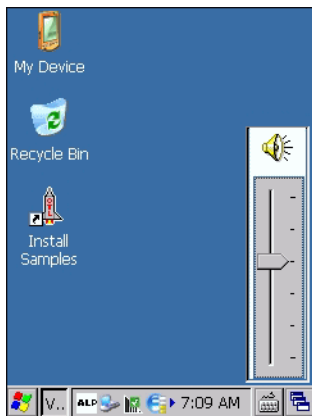 My Device
Recycle Bin
Install
Samples
V..
ALP
7:09 AM